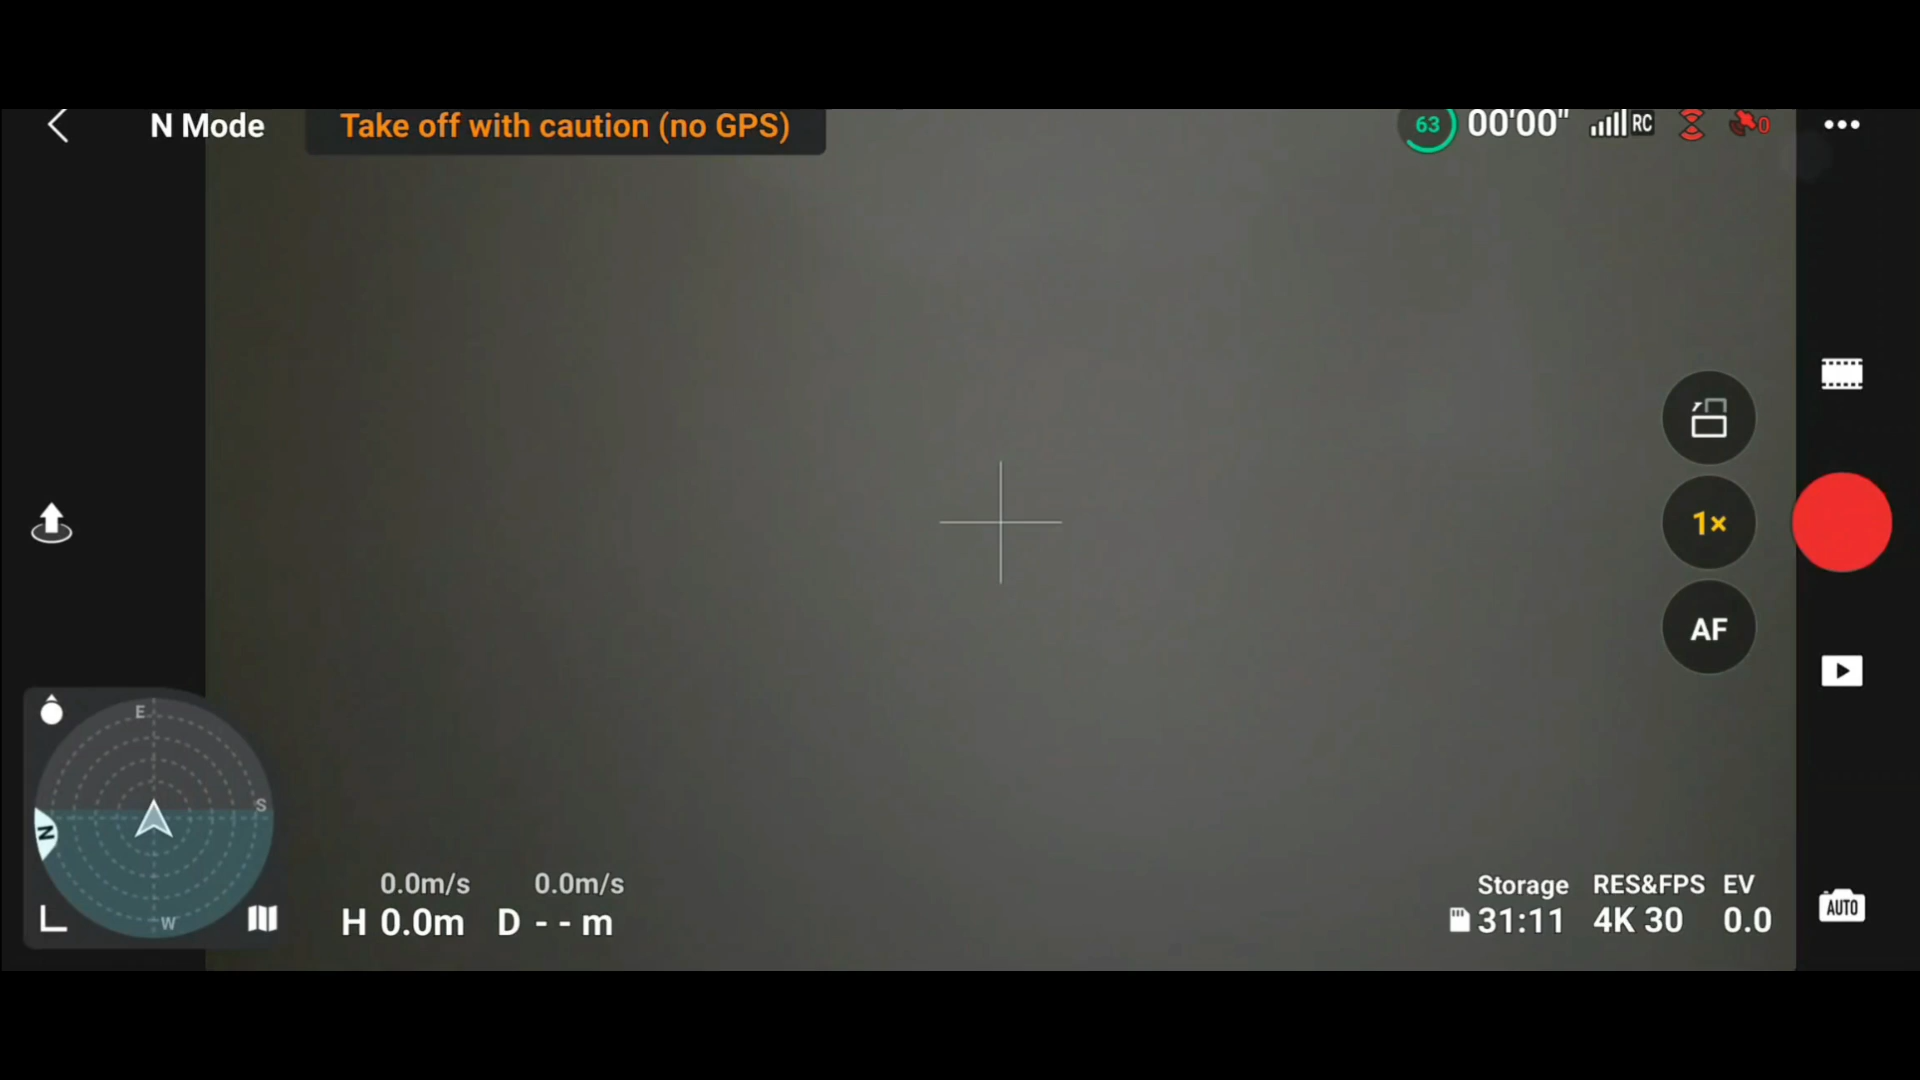 N Mode
Take off with caution (no GPS)
63
00'00"
RC
0
1×
AF
E
S
N
W
0.0m/s 0.0m/s
H 0.0m D - - m
Storage RES&FPS EV
31:11 4K 30 0.0
AUTO